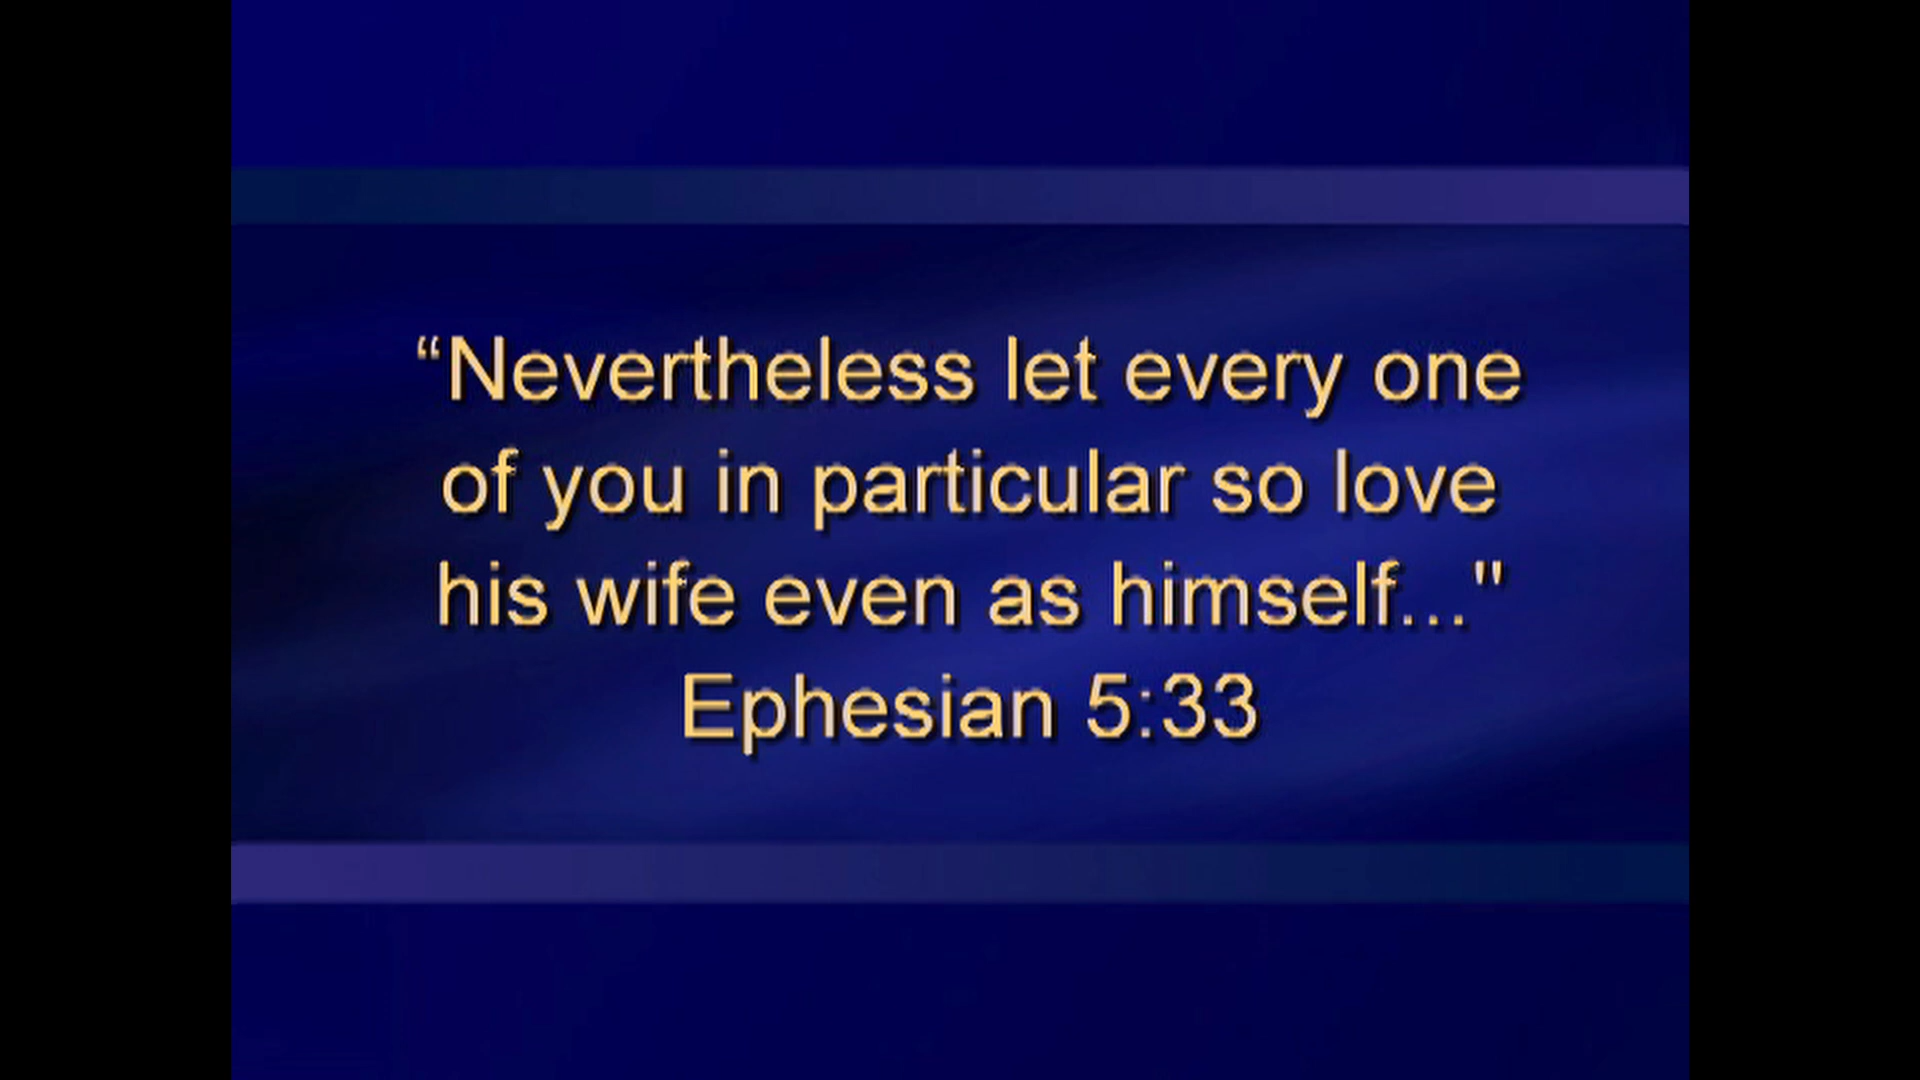 “Nevertheless let every one
of you in particular so love
his wife even as himself..."
Ephesian 5:33